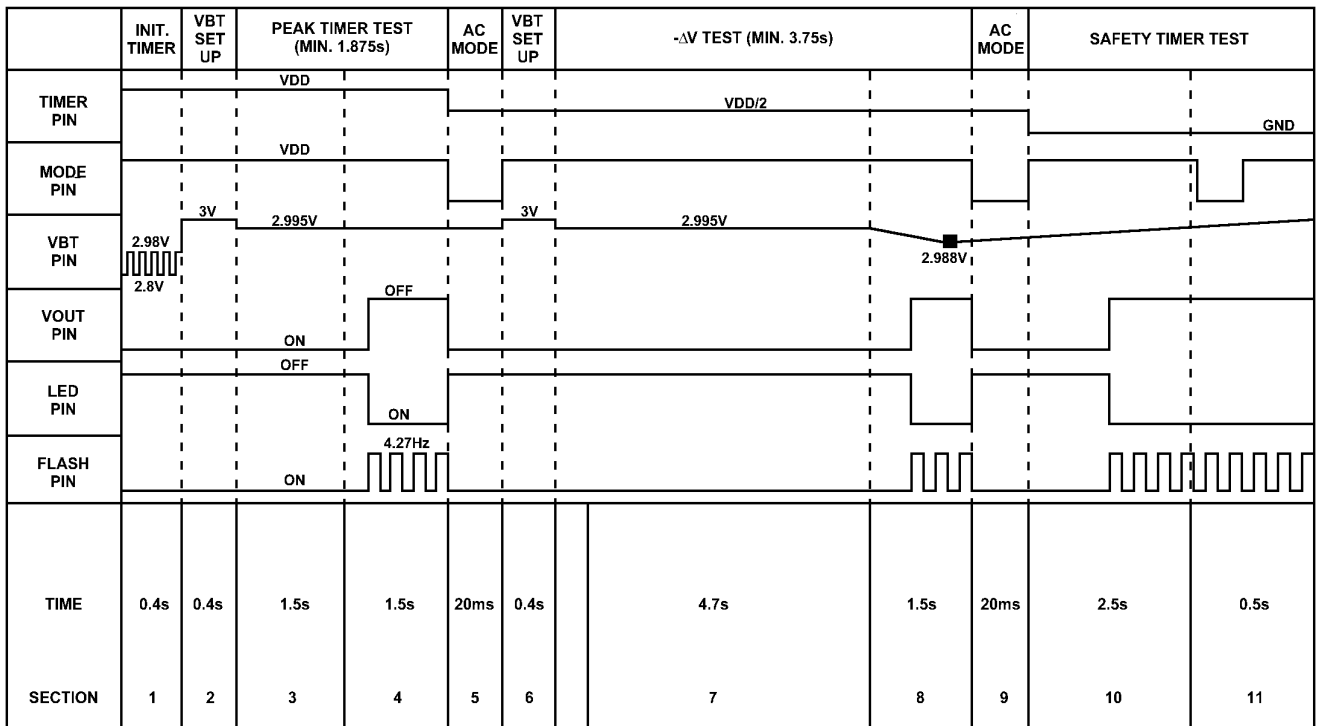 INIT. TIMER
VBT SET UP
PEAK TIMER TEST
(MIN. 1.875s)
AC MODE
VBT SET UP
-∆V TEST (MIN. 3.75s)
AC MODE
SAFETY TIMER TEST
TIMER PIN
VDD
VDD/2
GND
MODE PIN
VDD
VBT PIN
2.98V
2.8V
3V
2.995V
3V
2.995V
2.988V
VOUT PIN
ON
OFF
LED PIN
OFF
ON
FLASH PIN
ON
4.27Hz
TIME 0.4s 0.4s 1.5s 1.5s 20ms 0.4s 4.7s 1.5s 20ms 2.5s 0.5s
SECTION 1 2 3 4 5 6 7 8 9 10 11